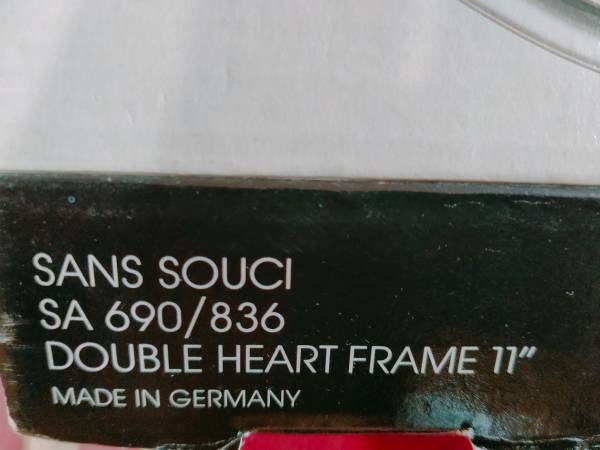 SANS SOUCI
SA 690/836
DOUBLE HEART FRAME 11"
MADE IN GERMANY